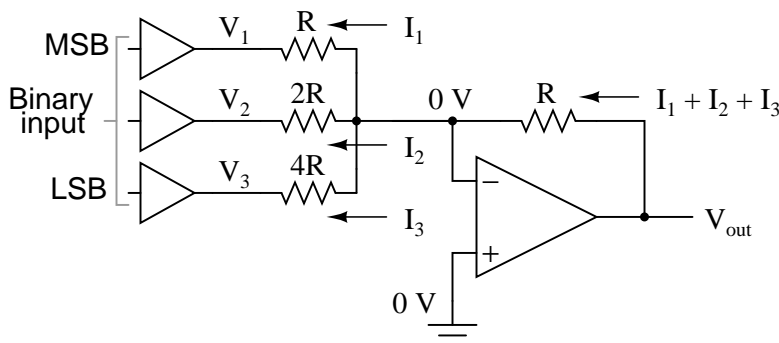 MSB
V1
R
I1
Binary
input
V2
2R
0 V
R
I1 + I2 + I3
I2
LSB
V3
4R
I3
−
+
Vout
0 V